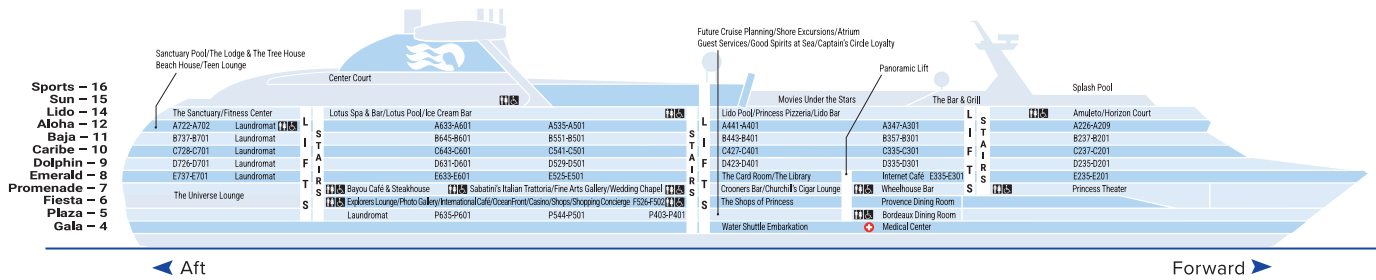 Future Cruise Planning/Shore Excursions/Atrium
Guest Services/Good Spirits at Sea/Captain's Circle Loyalty
Sanctuary Pool/The Lodge & The Tree House
Beach House/Teen Lounge
Panoramic Lift
Center Court
Sports – 16
Splash Pool
Sun – 15
Movies Under the Stars
The Bar & Grill
Lido – 14
The Sanctuary/Fitness Center
Lotus Spa & Bar/Lotus Pool/Ice Cream Bar
Lido Pool/Princess Pizzeria/Lido Bar
Amuleto/Horizon Court
Aloha – 12
A722-A702 Laundromat A633-A601 A535-A501 A441-A401 A347-A301 A226-A209
Baja – 11
B737-B701 Laundromat B645-B601 B551-B501 B443-B401 B357-B301 B237-B201
Caribe – 10
C728-C701 Laundromat C643-C601 C541-C501 C427-C401 C335-C301 C237-C201
Dolphin – 9
D726-D701 Laundromat D631-D601 D529-D501 D423-D401 D335-D301 D235-D201
Emerald – 8
E737-E701 Laundromat E633-E601 E525-E501 The Card Room/The Library Internet Café E335-E301 E235-E201
Promenade – 7
The Universe Lounge
Bayou Café & Steakhouse
Sabatini's Italian Trattoria/Fine Arts Gallery/Wedding Chapel
Crooners Bar/Churchill's Cigar Lounge
Wheelhouse Bar
Princess Theater
Fiesta – 6
Explorers Lounge/Photo Gallery/International Café/OceanFront/Casino/Shops/Shopping Concierge F526-F502
The Shops of Princess
Provence Dining Room
Plaza – 5
Laundromat P635-P601 P544-P501 P403-P401
Bordeaux Dining Room
Gala – 4
Water Shuttle Embarkation
Medical Center
LIFTS
STAIRS
STAIRS
LIFTS
LIFTS
STAIRS
Aft
Forward